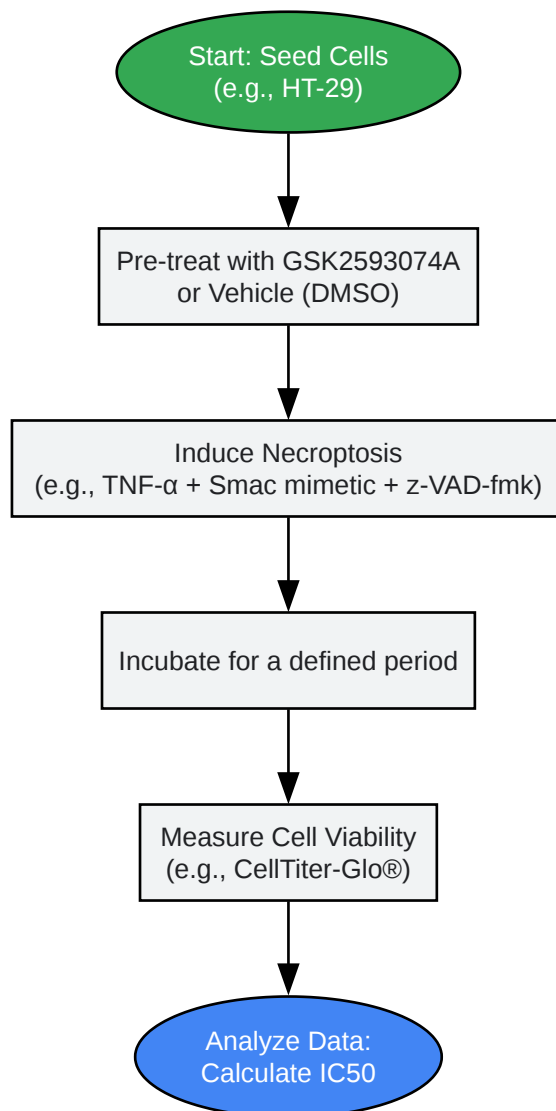 Start: Seed Cells
(e.g., HT-29)
Pre-treat with GSK2593074A
or Vehicle (DMSO)
Induce Necroptosis
(e.g., TNF-α + Smac mimetic + z-VAD-fmk)
Incubate for a defined period
Measure Cell Viability
(e.g., CellTiter-Glo®)
Analyze Data:
Calculate IC50